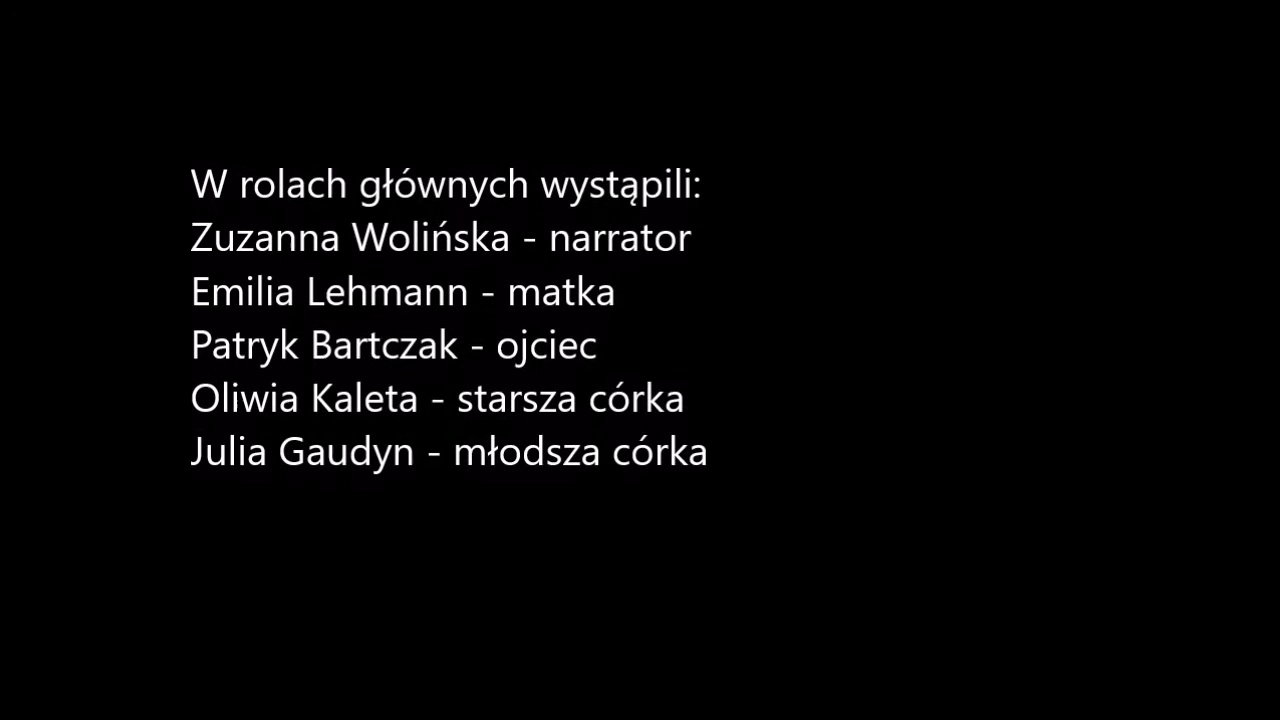 W rolach głównych wystąpili:
Zuzanna Wolińska - narrator
Emilia Lehmann - matka
Patryk Bartczak - ojciec
Oliwia Kaleta - starsza córka
Julia Gaudyn - młodsza córka